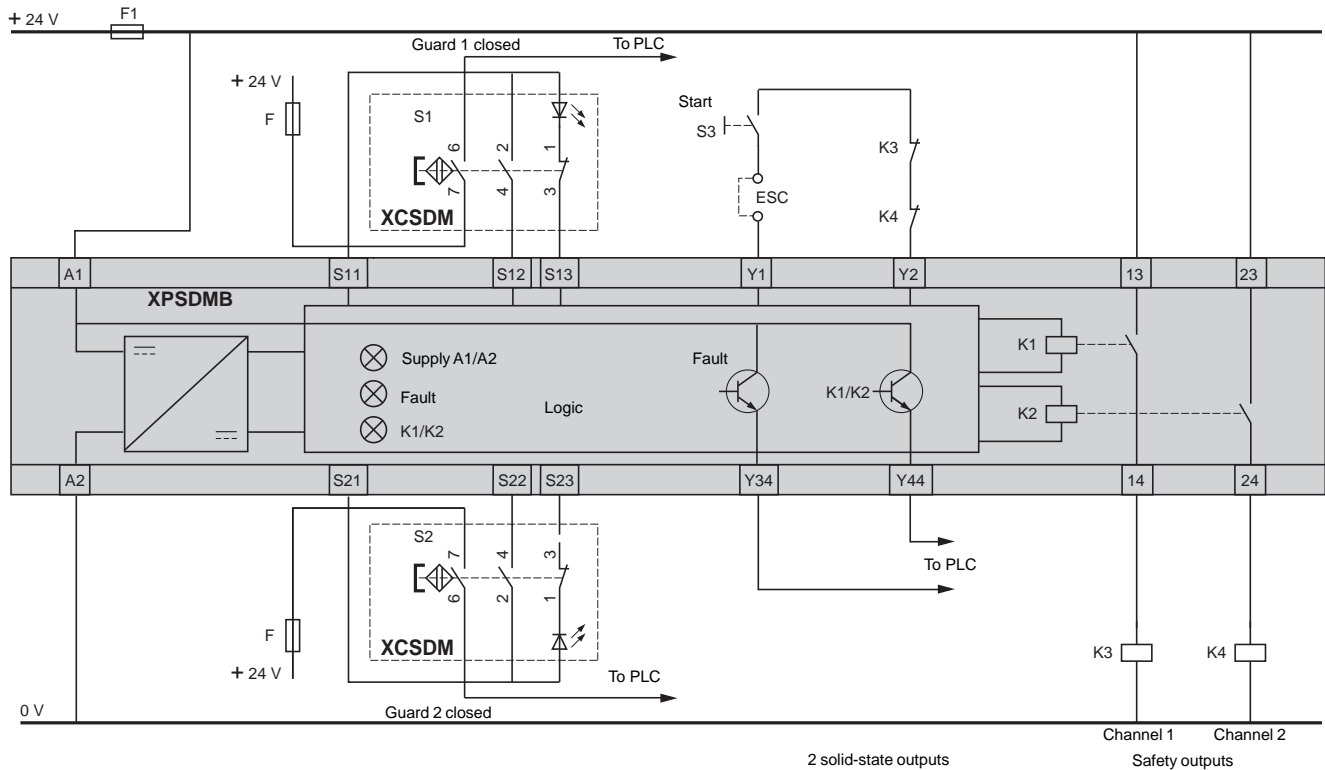 + 24 V
F1
Guard 1 closed
To PLC
+ 24 V
F
S1
6
2
1
7
4
3
XCSDM
Start
S3
ESC
K3
K4
A1
S11
S12
S13
Y1
Y2
13
23
XPSDMB
Supply A1/A2
Fault
K1/K2
Logic
Fault
K1/K2
K1
K2
A2
S21
S22
S23
Y34
Y44
14
24
S2
7
4
3
6
2
1
XCSDM
F
+ 24 V
To PLC
To PLC
K3
K4
0 V
Guard 2 closed
Channel 1
Channel 2
2 solid-state outputs
Safety outputs